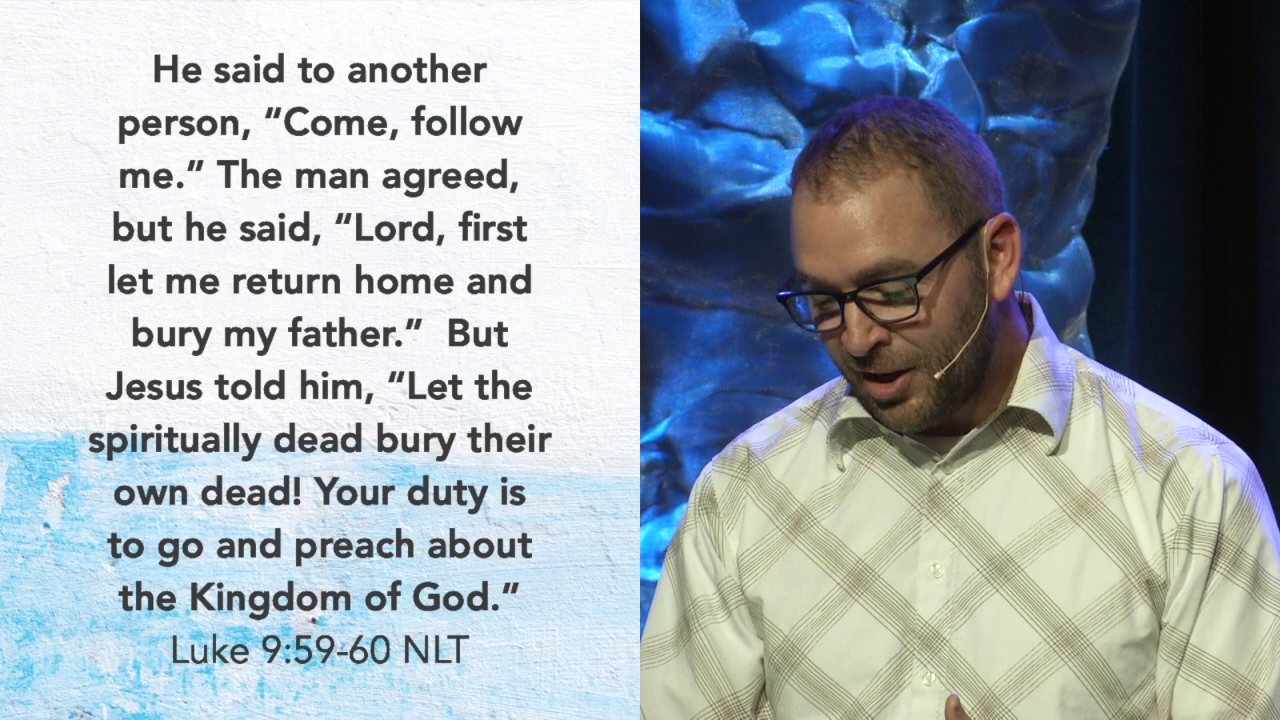 He said to another
person, “Come, follow
me.” The man agreed,
but he said, “Lord, first
let me return home and
bury my father.”  But
Jesus told him, “Let the
spiritually dead bury their
own dead! Your duty is
to go and preach about
the Kingdom of God.”
Luke 9:59-60 NLT